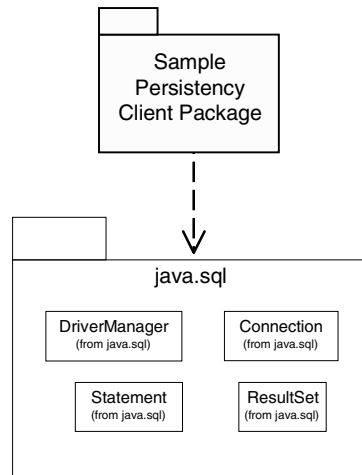 Sample
Persistency
Client Package
java.sql
DriverManager
(from java.sql)
Connection
(from java.sql)
Statement
(from java.sql)
ResultSet
(from java.sql)